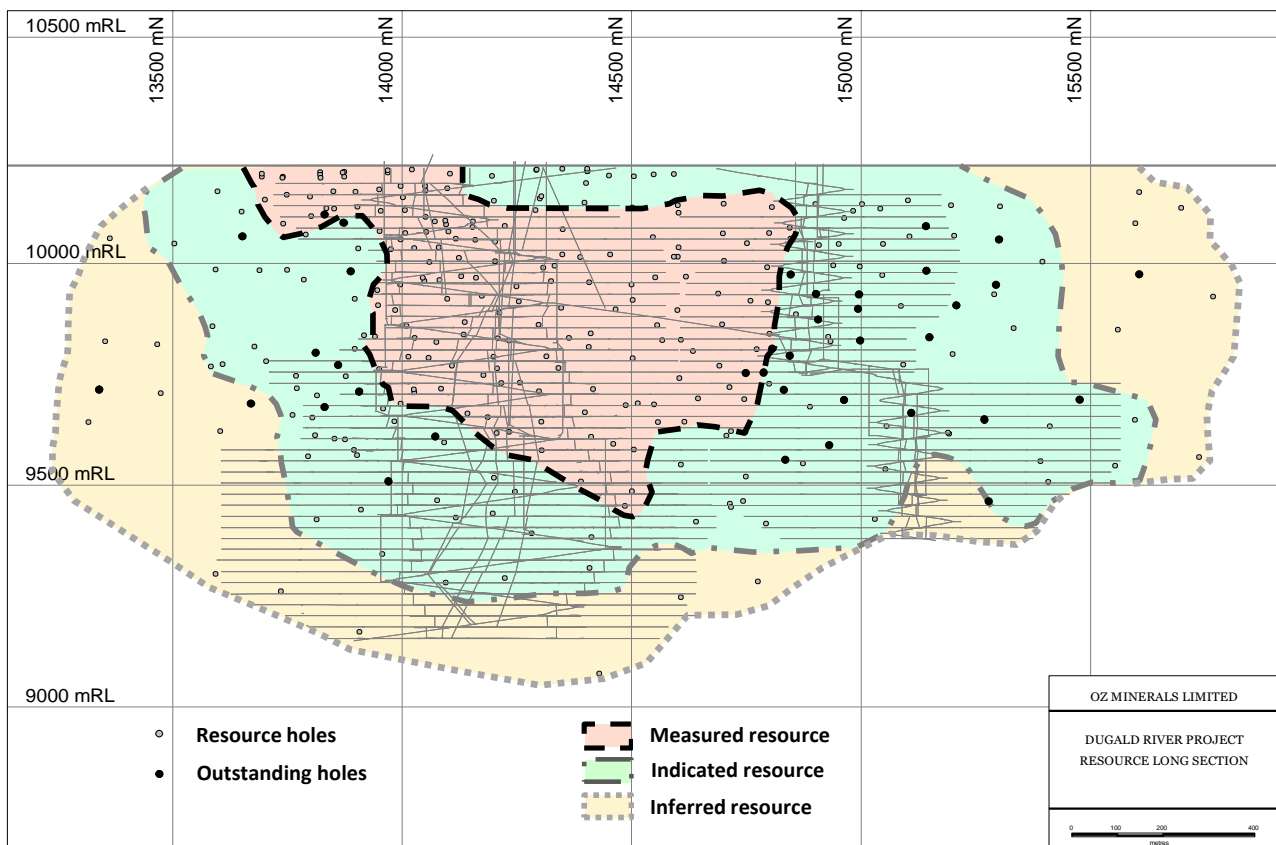 10500 mRL
13500 mN
14000 mN
14500 mN
15000 mN
15500 mN
10000 mRL
9500 mRL
9000 mRL
Resource holes
Outstanding holes
Measured resource
Indicated resource
Inferred resource
OZ MINERALS LIMITED
DUGALD RIVER PROJECT
RESOURCE LONG SECTION
0 100 200 400
metres